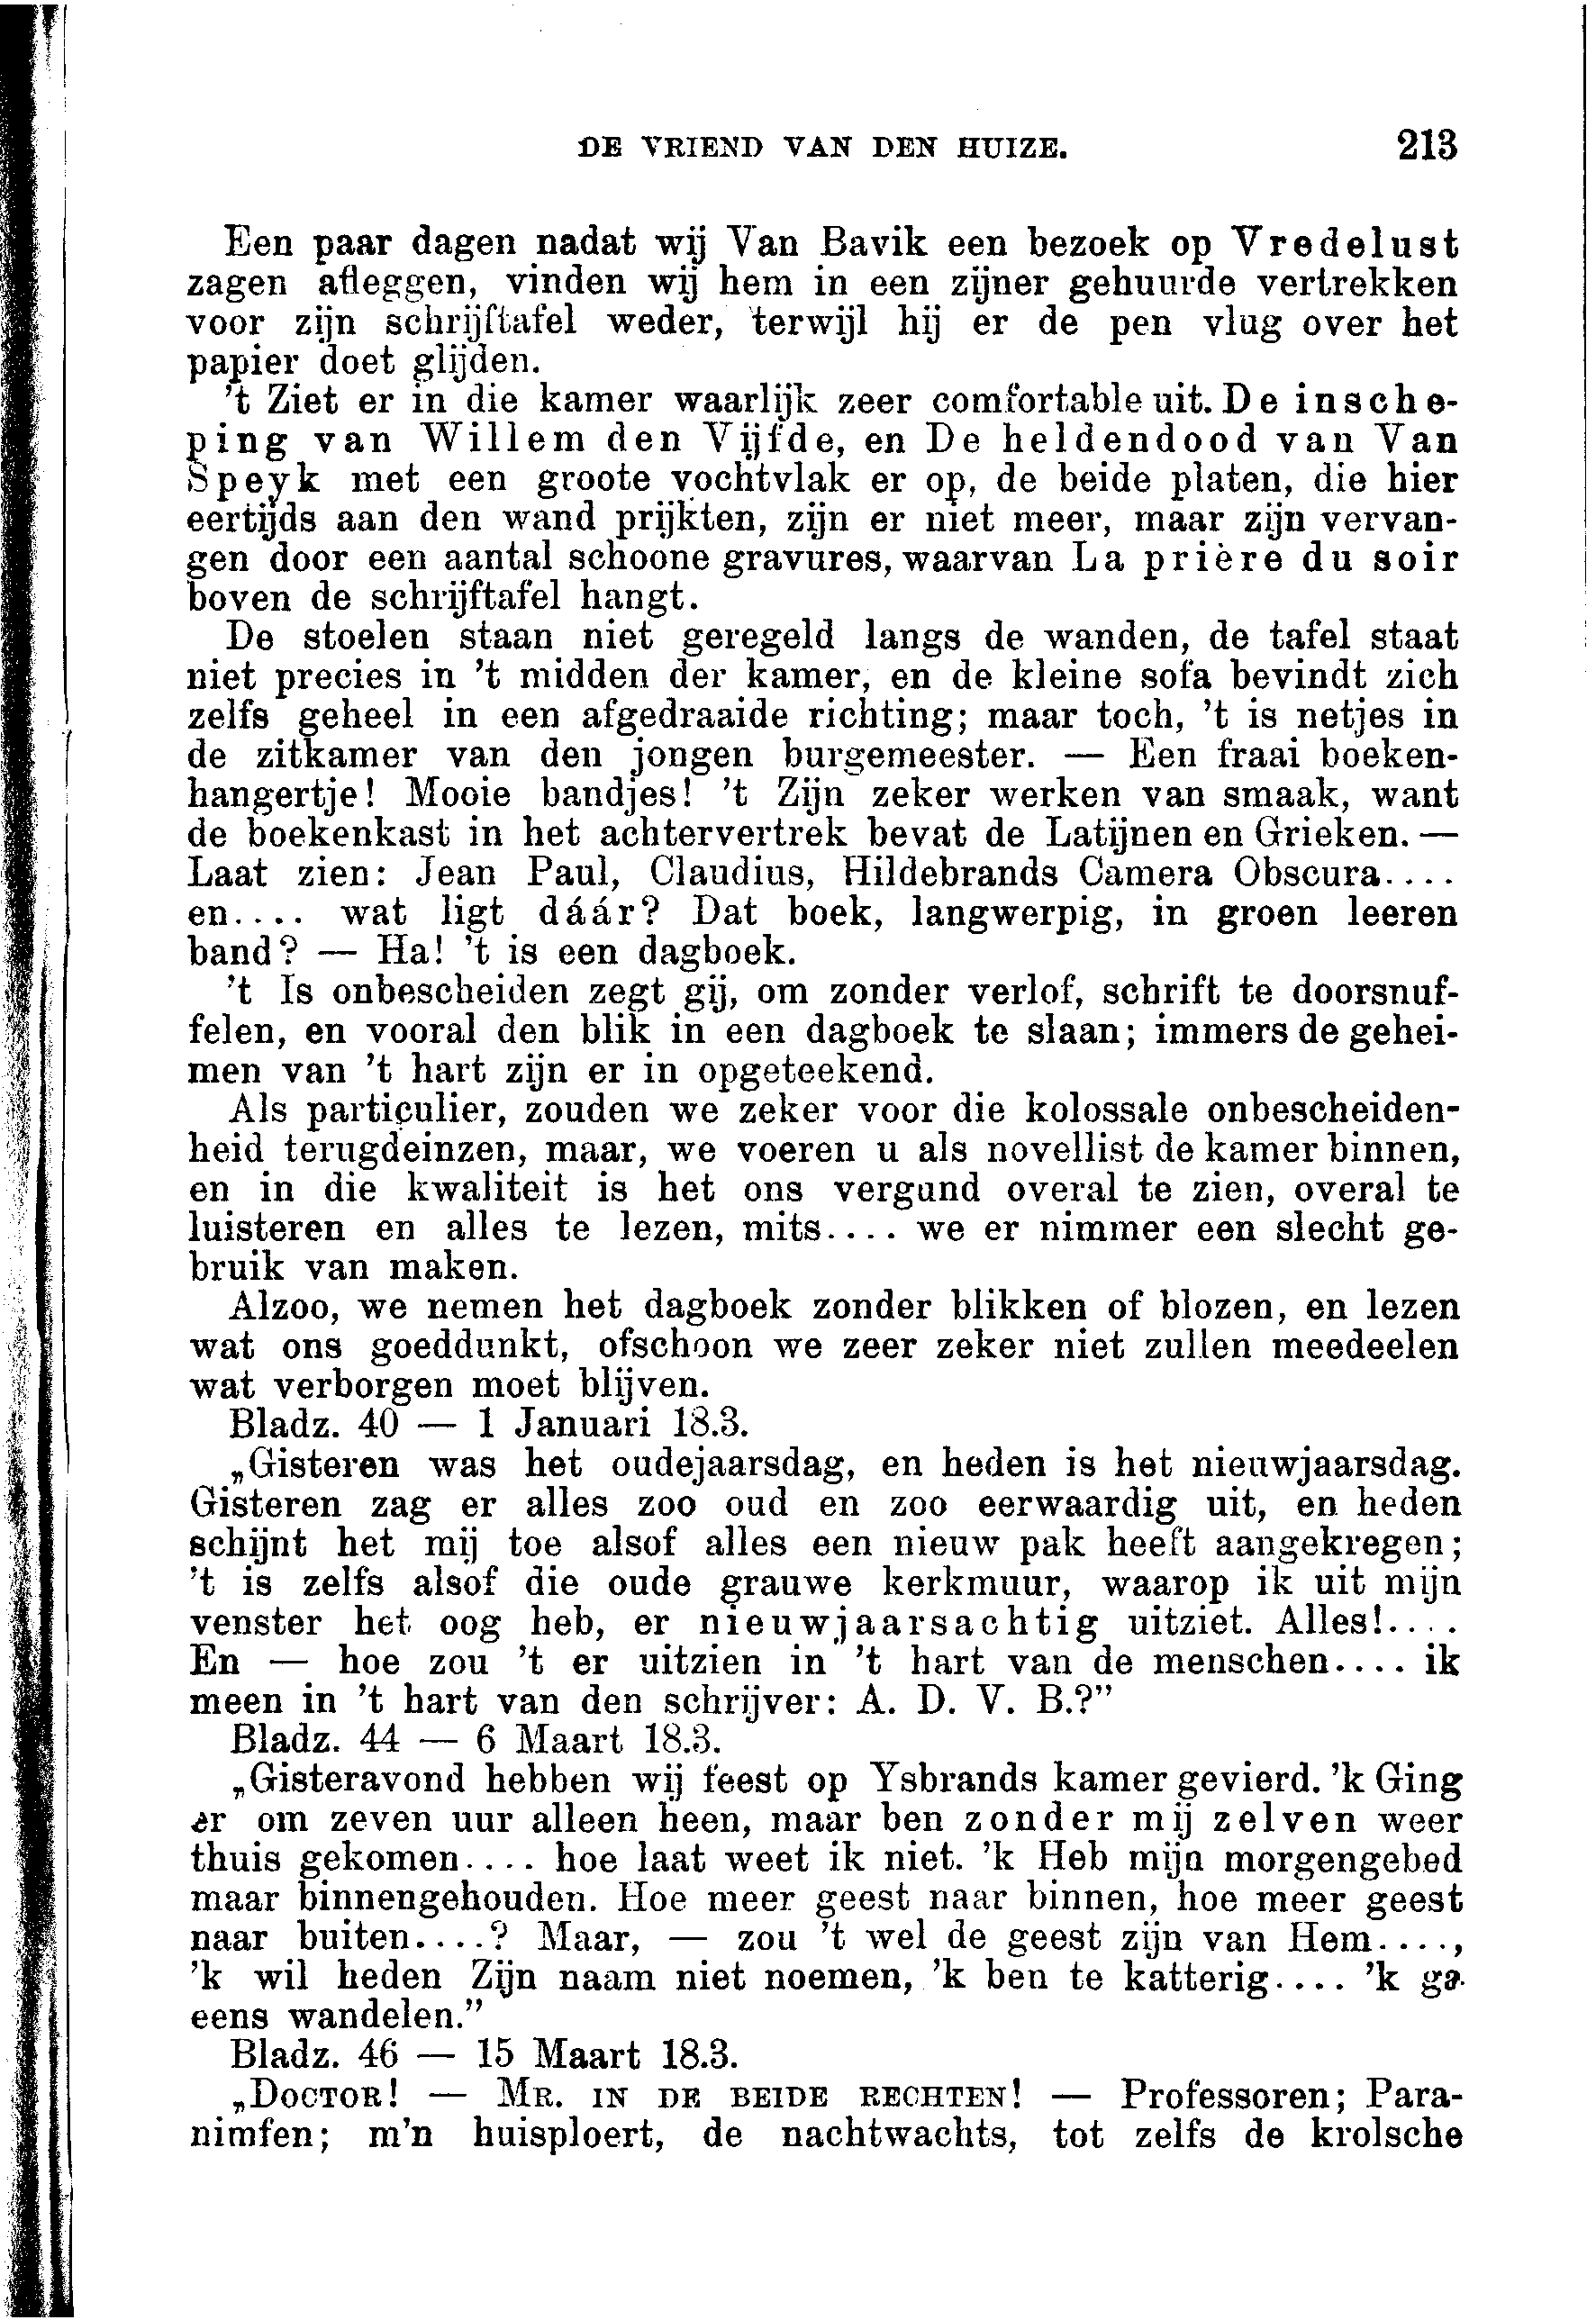 DE VRIEND VAN DEN HUIZE. 213
Een paar dagen nadat wij Van Bavik een bezoek op Vredelust
zagen afleggen, vinden wij hem in een zijner gehuurde vertrekken
voor zijn schrijftafel weder, terwijl hij er de pen vlug over het
papier doet glijden.
't Ziet er in die kamer waarlijk zeer comfortable uit. De insche-
ping van Willem den Vijfde, en De heldendood van Van
Speyk met een groote vochtvlak er op, de beide platen, die hier
eertijds aan den wand prijkten, zijn er niet meer, maar zijn vervan-
gen door een aantal schoone gravures, waarvan La prière du soir
boven de schrijftafel hangt.
De stoelen staan niet geregeld langs de wanden, de tafel staat
niet precies in 't midden der kamer, en de kleine sofa bevindt zich
zelfs geheel in een afgedraaide richting; maar toch, 't is netjes in
de zitkamer van den jongen burgemeester. — Een fraai boeken-
hangertje! Mooie bandjes! 't Zijn zeker werken van smaak, want
de boekenkast in het achtervertrek bevat de Latijnen en Grieken. —
Laat zien: Jean Paul, Claudius, Hildebrands Camera Obscura....
en.... wat ligt dáár? Dat boek, langwerpig, in groen leeren
band? — Ha! 't is een dagboek.
't Is onbescheiden zegt gij, om zonder verlof, schrift te doorsnuf-
felen, en vooral den blik in een dagboek te slaan; immers de gehei-
men van 't hart zijn er in opgeteekend.
Als particulier, zouden we zeker voor die kolossale onbescheiden-
heid terugdeinzen, maar, we voeren u als novellist de kamer binnen,
en in die kwaliteit is het ons vergund overal te zien, overal te
luisteren en alles te lezen, mits.... we er nimmer een slecht ge-
bruik van maken.
Alzoo, we nemen het dagboek zonder blikken of blozen, en lezen
wat ons goeddunkt, ofschoon we zeer zeker niet zullen meedeelen
wat verborgen moet blijven.
Bladz. 40 — 1 Januari 18.3.
„Gisteren was het oudejaarsdag, en heden is het nieuwjaarsdag.
Gisteren zag er alles zoo oud en zoo eerwaardig uit, en heden
schijnt het mij toe alsof alles een nieuw pak heeft aangekregen;
't is zelfs alsof die oude grauwe kerkmuur, waarop ik uit mijn
venster het oog heb, er nieuwjaarsachtig uitziet. Alles!....
En — hoe zou 't er uitzien in 't hart van de menschen.... ik
meen in 't hart van den schrijver: A. D. V. B.?”
Bladz. 44 — 6 Maart 18.3.
„Gisteravond hebben wij feest op Ysbrands kamer gevierd. 'k Ging
er om zeven uur alleen heen, maar ben zonder mij zelven weer
thuis gekomen.... hoe laat weet ik niet. 'k Heb mijn morgengebed
maar binnengehouden. Hoe meer geest naar binnen, hoe meer geest
naar buiten....? Maar, — zou 't wel de geest zijn van Hem....,
'k wil heden Zijn naam niet noemen, 'k ben te katterig.... 'k ga
eens wandelen.”
Bladz. 46 — 15 Maart 18.3.
„DOCTOR! — MR. IN DE BEIDE RECHTEN! — Professoren; Para-
nimfen; m'n huisploert, de nachtwachts, tot zelfs de krolsche